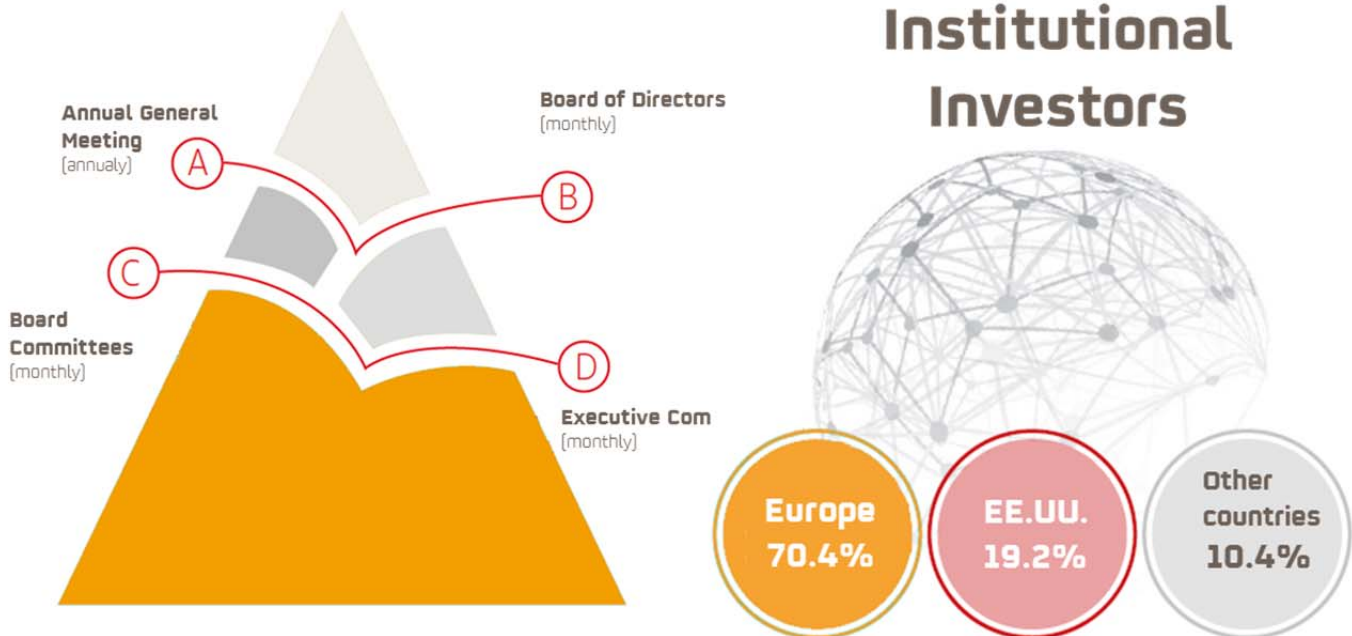 Annual General
Meeting
(annualy)
A
Board of Directors
(monthly)
B
C
Board
Committees
(monthly)
D
Executive Com
(monthly)
Institutional
Investors
Europe
70.4%
EE.UU.
19.2%
Other
countries
10.4%